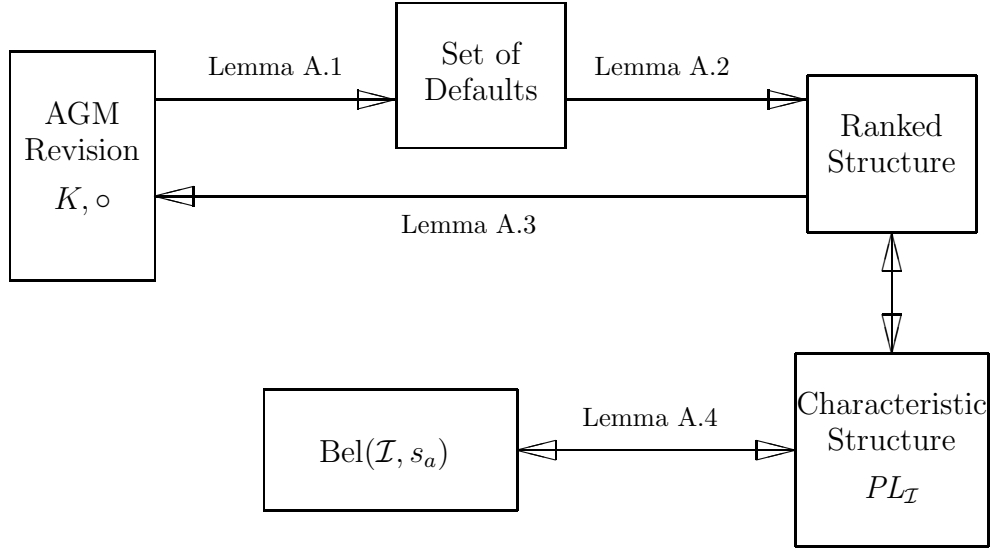 AGM
Revision
K, ∘
Lemma A.1
Set of
Defaults
Lemma A.2
Ranked
Structure
Lemma A.3
Bel(ℐ, sₐ)
Lemma A.4
Characteristic
Structure
PL_ℐ